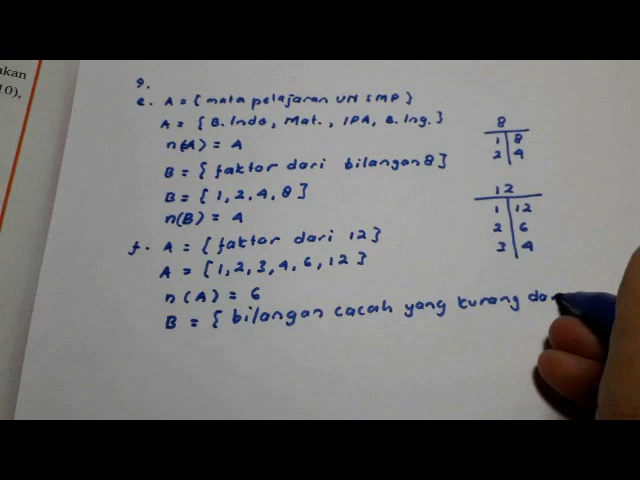 akan
10),
9.
e. A = { mata pelajaran UN SMP }
A = { B. Indo, Mat., IPA, B. Ing. }
n(A) = 4
B = { faktor dari bilangan 8 }
B = { 1, 2, 4, 8 }
n(B) = 4
f. A = { faktor dari 12 }
A = { 1, 2, 3, 4, 6, 12 }
n(A) = 6
B = { bilangan cacah yang kurang da
8
1 8
2 4
12
1 12
2 6
3 4